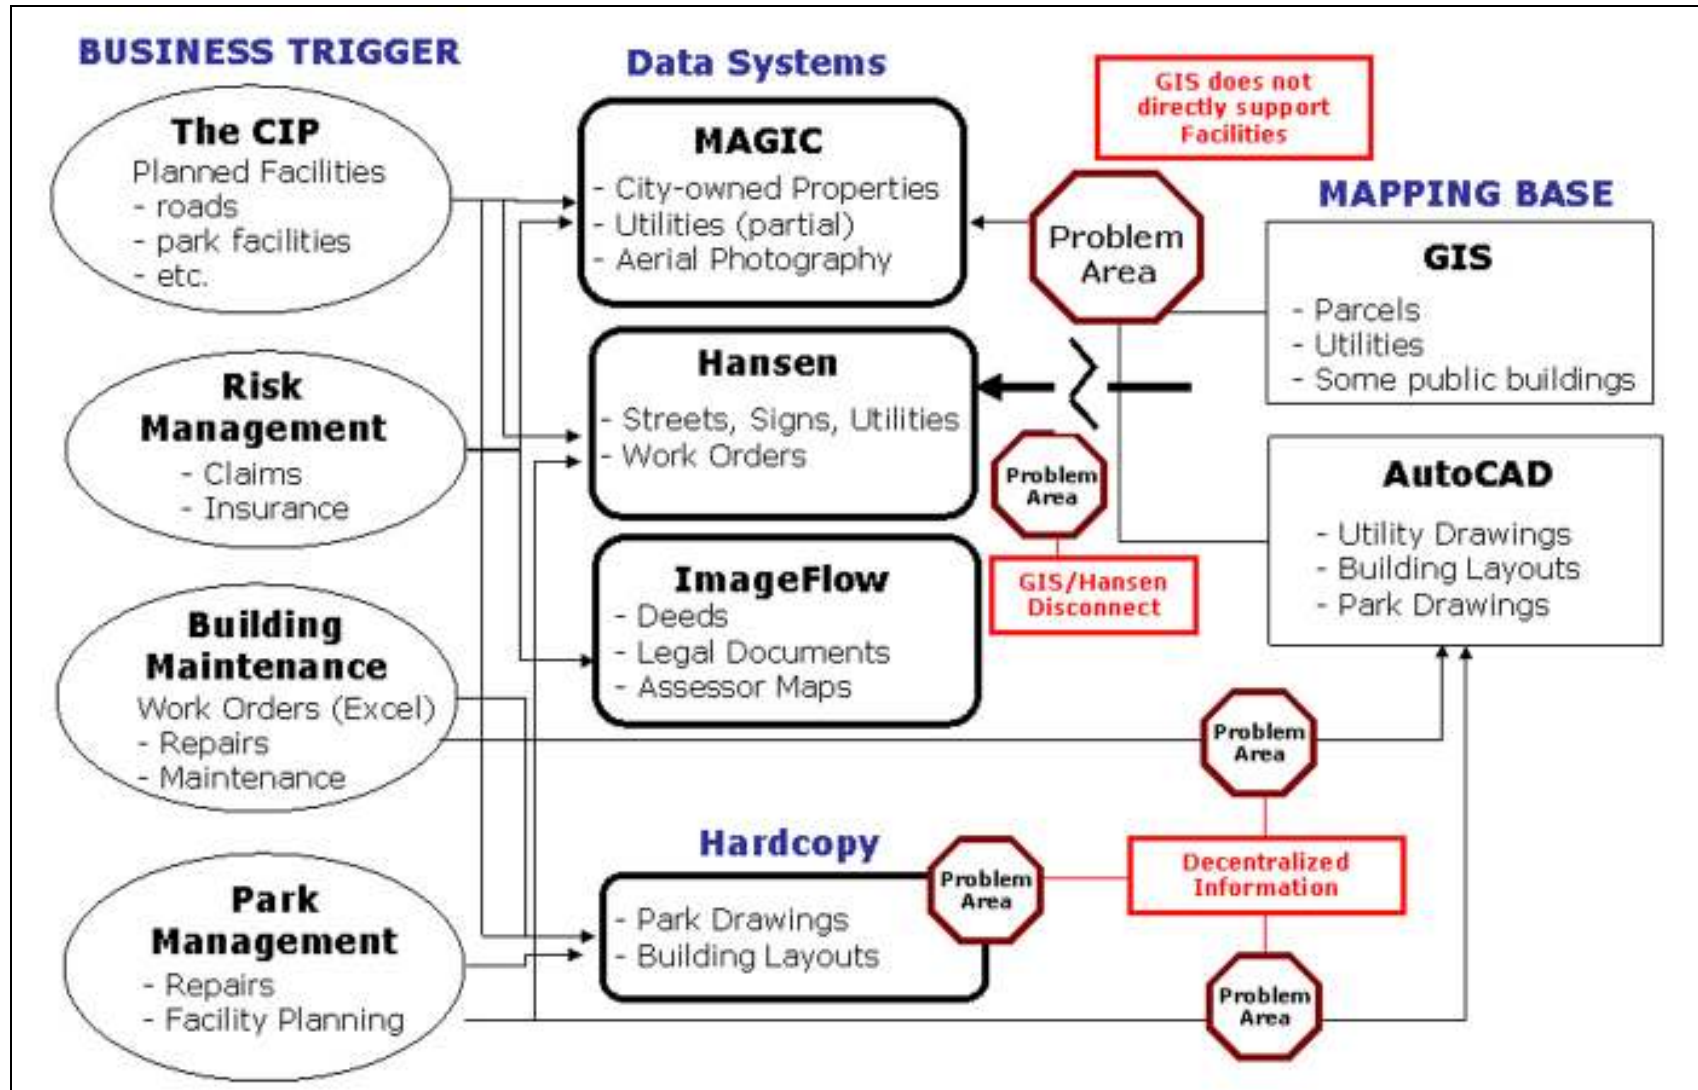 BUSINESS TRIGGER
The CIP
Planned Facilities
- roads
- park facilities
- etc.
Risk
Management
- Claims
- Insurance
Building
Maintenance
Work Orders (Excel)
- Repairs
- Maintenance
Park
Management
- Repairs
- Facility Planning
Data Systems
MAGIC
- City-owned Properties
- Utilities (partial)
- Aerial Photography
Hansen
- Streets, Signs, Utilities
- Work Orders
ImageFlow
- Deeds
- Legal Documents
- Assessor Maps
Hardcopy
- Park Drawings
- Building Layouts
Problem
Area
GIS does not
directly support
Facilities
Problem
Area
Problem
Area
GIS/Hansen
Disconnect
MAPPING BASE
GIS
- Parcels
- Utilities
- Some public buildings
AutoCAD
- Utility Drawings
- Building Layouts
- Park Drawings
Problem
Area
Decentralized
Information
Problem
Area